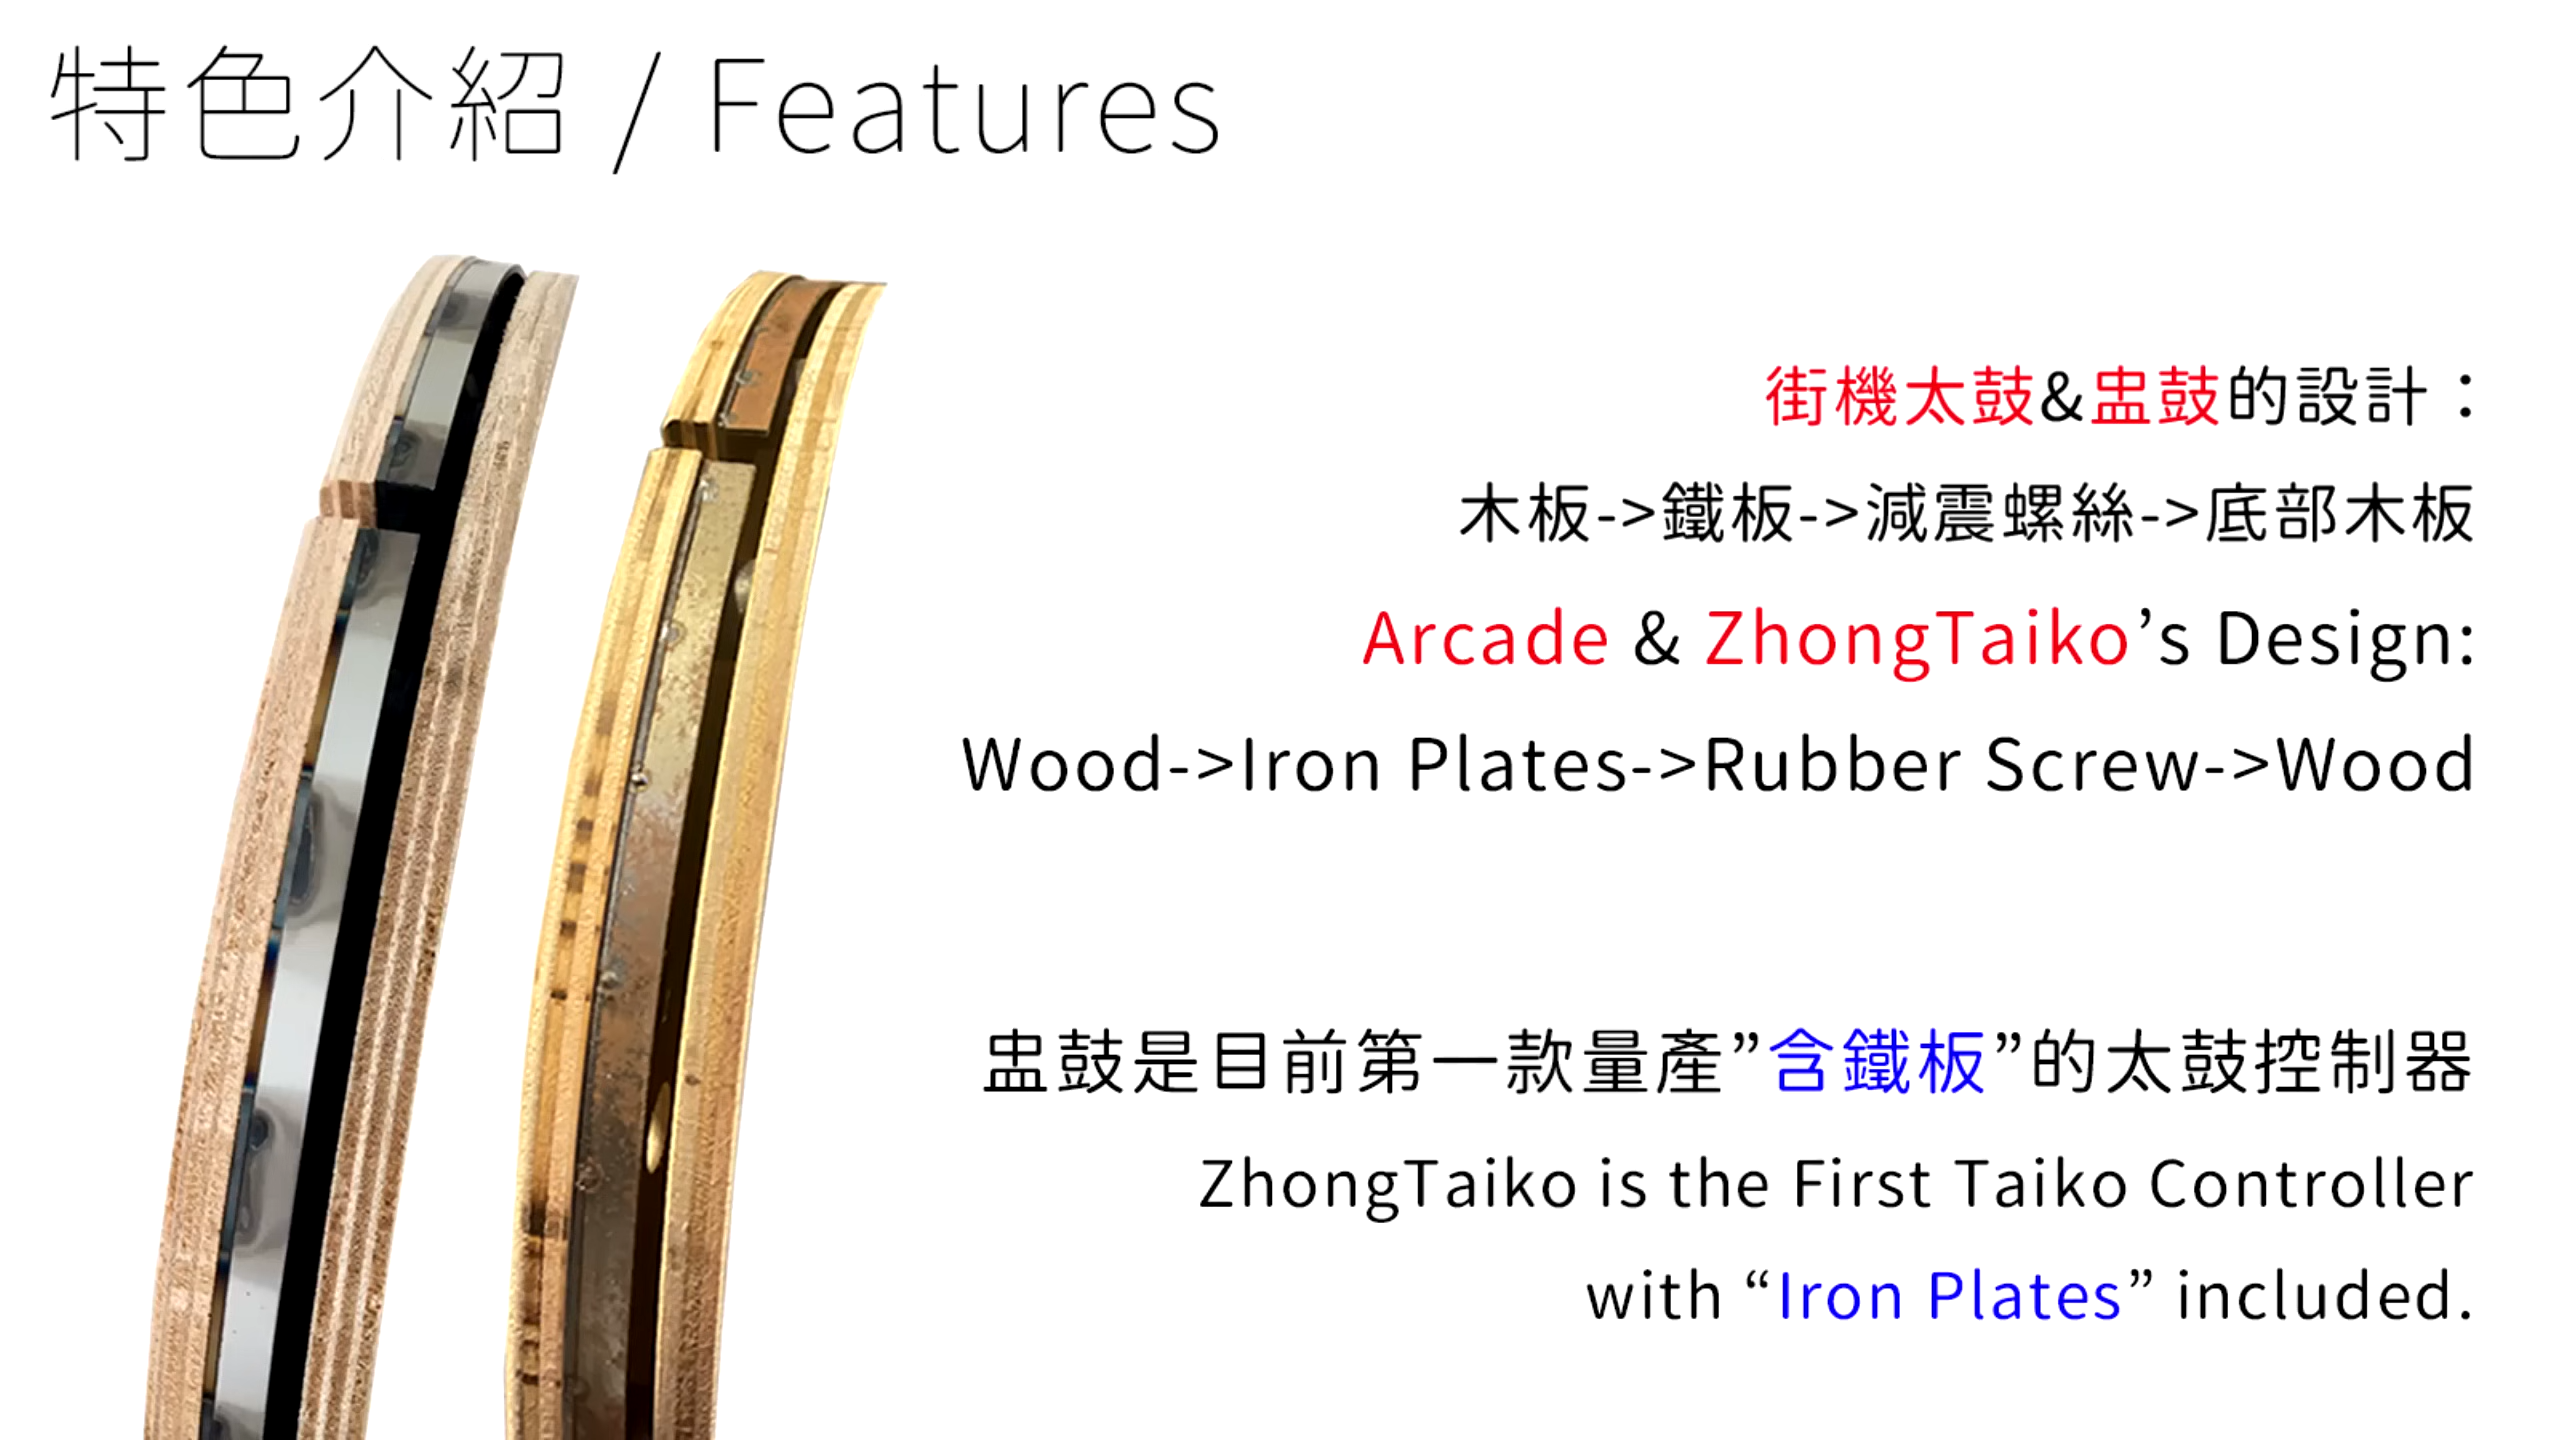 特色介紹 / Features
街機太鼓&盅鼓的設計：
木板->鐵板->減震螺絲->底部木板
Arcade & ZhongTaiko’s Design:
Wood->Iron Plates->Rubber Screw->Wood
盅鼓是目前第一款量產”含鐵板”的太鼓控制器
ZhongTaiko is the First Taiko Controller
with “Iron Plates” included.